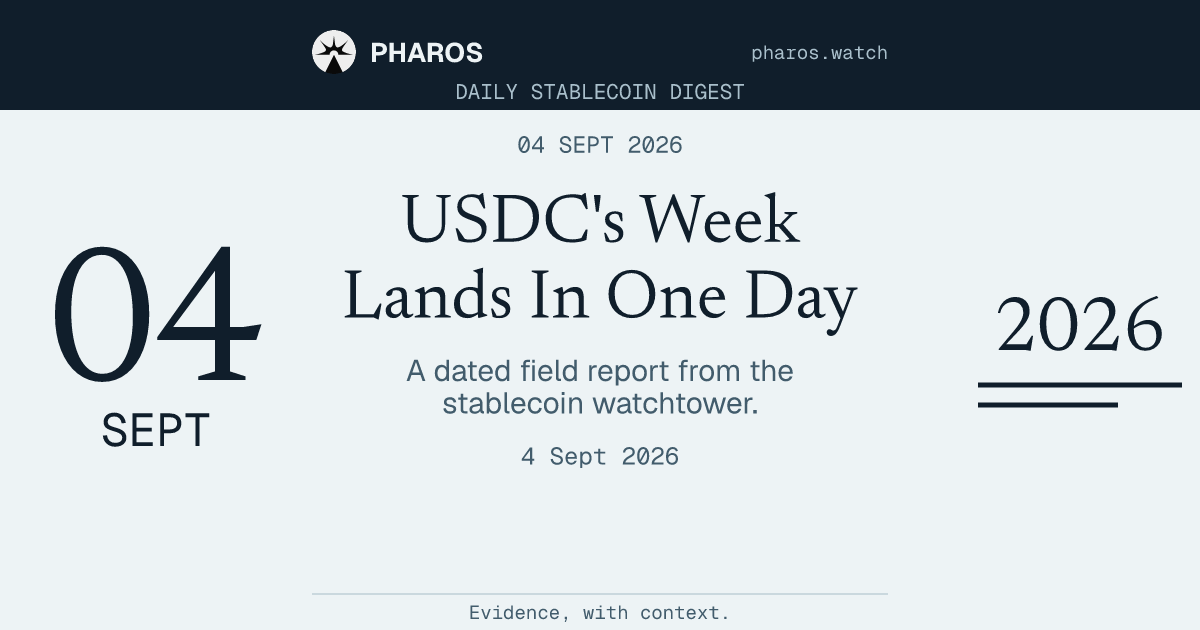 PHAROS
pharos.watch
DAILY STABLECOIN DIGEST
04 SEPT 2026
USDC's Week
Lands In One Day
A dated field report from the
stablecoin watchtower.
4 Sept 2026
04
SEPT
2026
Evidence, with context.